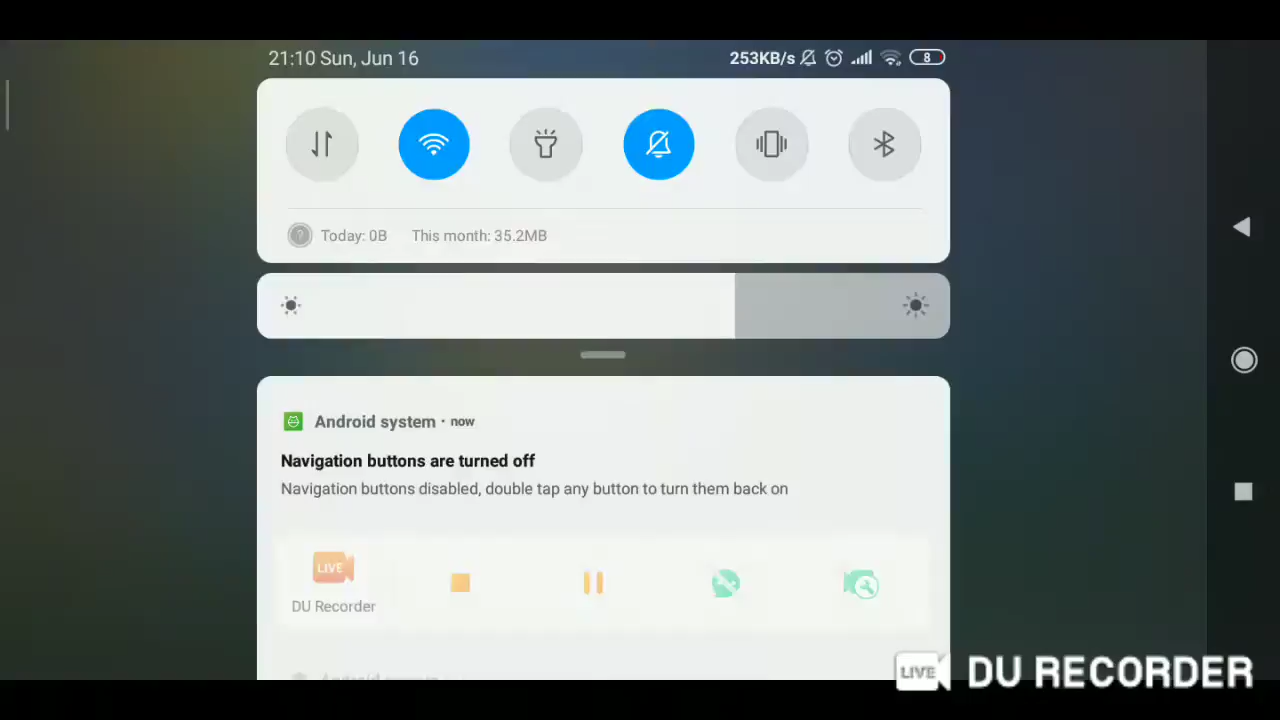 21:10 Sun, Jun 16
253KB/s
8
Today: 0B
This month: 35.2MB
Android system · now
Navigation buttons are turned off
Navigation buttons disabled, double tap any button to turn them back on
LIVE
DU Recorder
Android system
LIVE DU RECORDER